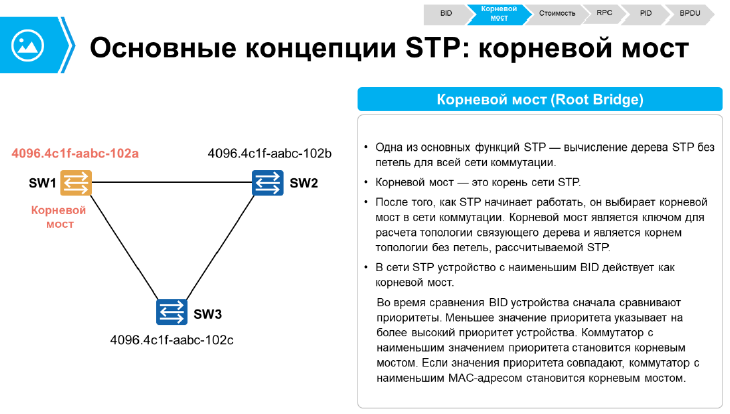 BID
Корневой
мост
Стоимость
RPC
PID
BPDU
Основные концепции STP: корневой мост
Корневой мост (Root Bridge)
4096.4c1f-aabc-102a
4096.4c1f-aabc-102b
SW1
SW2
Корневой
мост
SW3
4096.4c1f-aabc-102c
• Одна из основных функций STP — вычисление дерева STP без
петель для всей сети коммутации.
• Корневой мост — это корень сети STP.
• После того, как STP начинает работать, он выбирает корневой
мост в сети коммутации. Корневой мост является ключом для
расчета топологии связующего дерева и является корнем
топологии без петель, рассчитываемой STP.
• В сети STP устройство с наименьшим BID действует как
корневой мост.
Во время сравнения BID устройства сначала сравнивают
приоритеты. Меньшее значение приоритета указывает на
более высокий приоритет устройства. Коммутатор с
наименьшим значением приоритета становится корневым
мостом. Если значения приоритета совпадают, коммутатор с
наименьшим MAC-адресом становится корневым мостом.